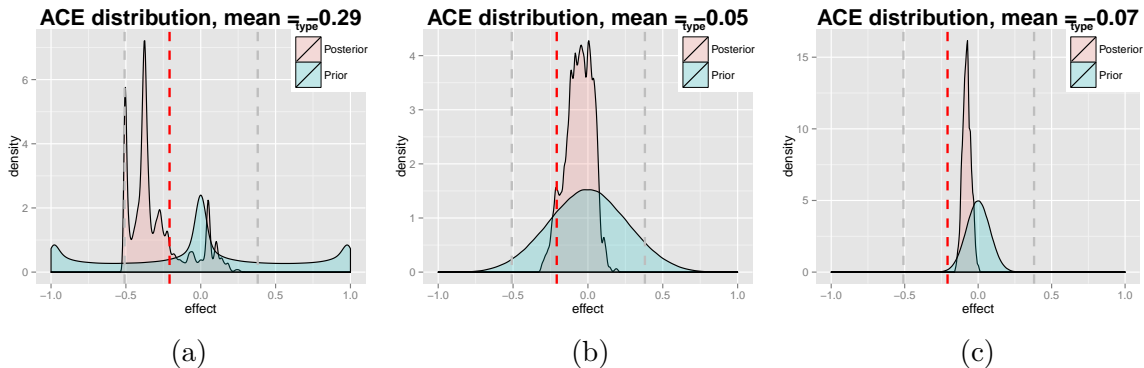 ACE distribution, mean = −0.29
type
Posterior
Prior
6
4
2
0
density
−1.0 −0.5 0.0 0.5 1.0
effect
(a)
ACE distribution, mean = −0.05
type
Posterior
Prior
4
3
2
1
0
density
−1.0 −0.5 0.0 0.5 1.0
effect
(b)
ACE distribution, mean = −0.07
type
Posterior
Prior
15
10
5
0
density
−1.0 −0.5 0.0 0.5 1.0
effect
(c)